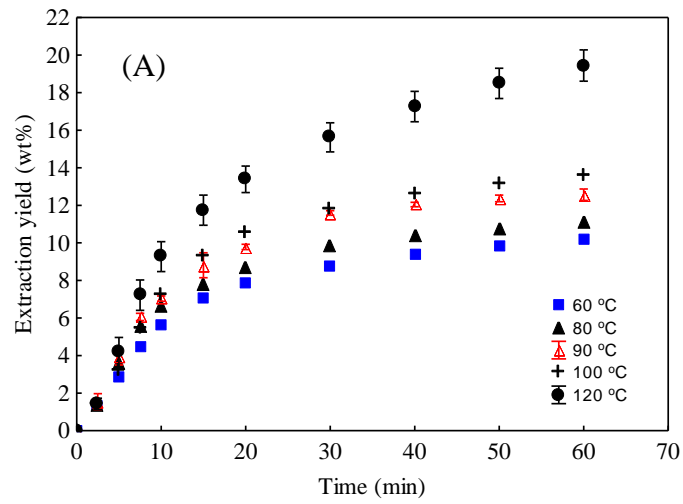 (A)
Extraction yield (wt%)
22
20
18
16
14
12
10
8
6
4
2
0
0 10 20 30 40 50 60 70
Time (min)
60 ºC
80 ºC
90 ºC
100 ºC
120 ºC